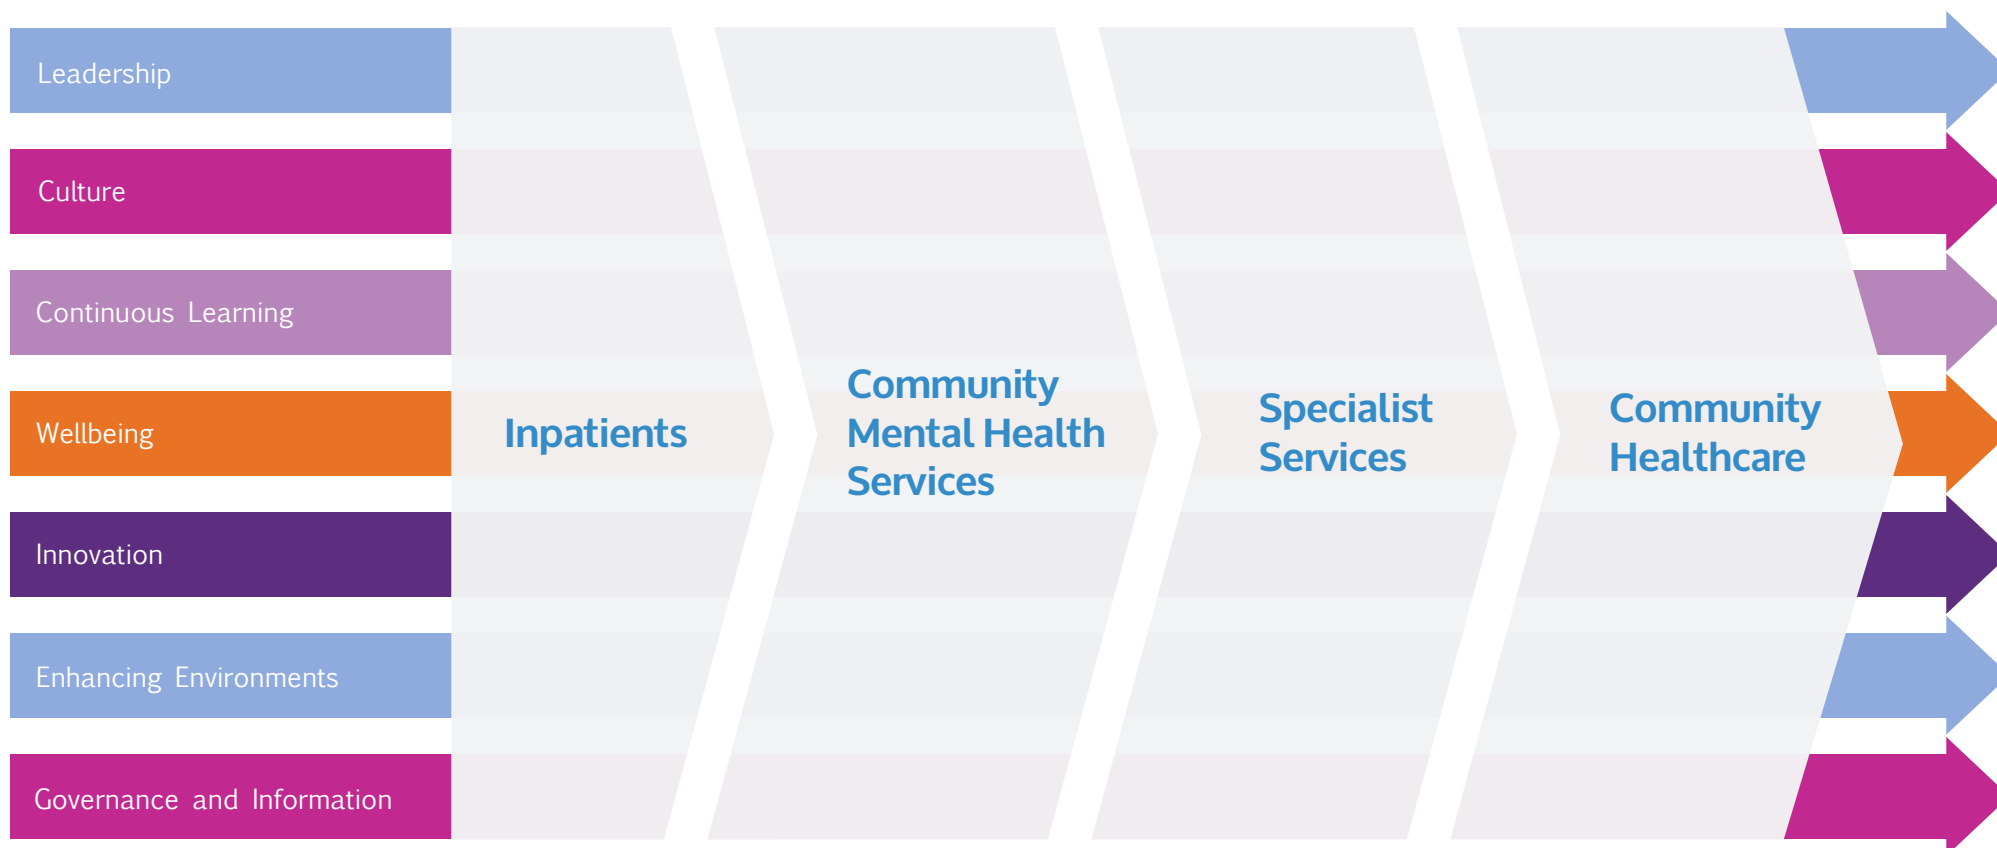 Leadership
Culture
Continuous Learning
Wellbeing
Innovation
Enhancing Environments
Governance and Information
Inpatients
Community
Mental Health
Services
Specialist
Services
Community
Healthcare